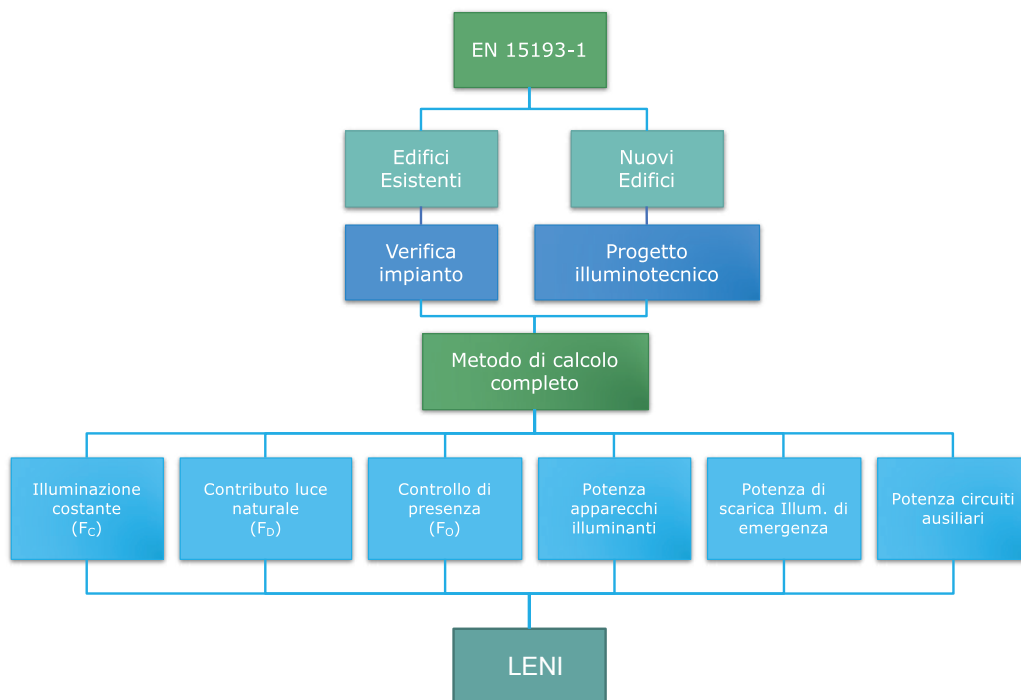 EN 15193-1
Edifici
Esistenti
Nuovi
Edifici
Verifica
impianto
Progetto
illuminotecnico
Metodo di calcolo
completo
Illuminazione
costante
(FC)
Contributo luce
naturale
(FD)
Controllo di
presenza
(FO)
Potenza
apparecchi
illuminanti
Potenza di
scarica Illum. di
emergenza
Potenza circuiti
ausiliari
LENI